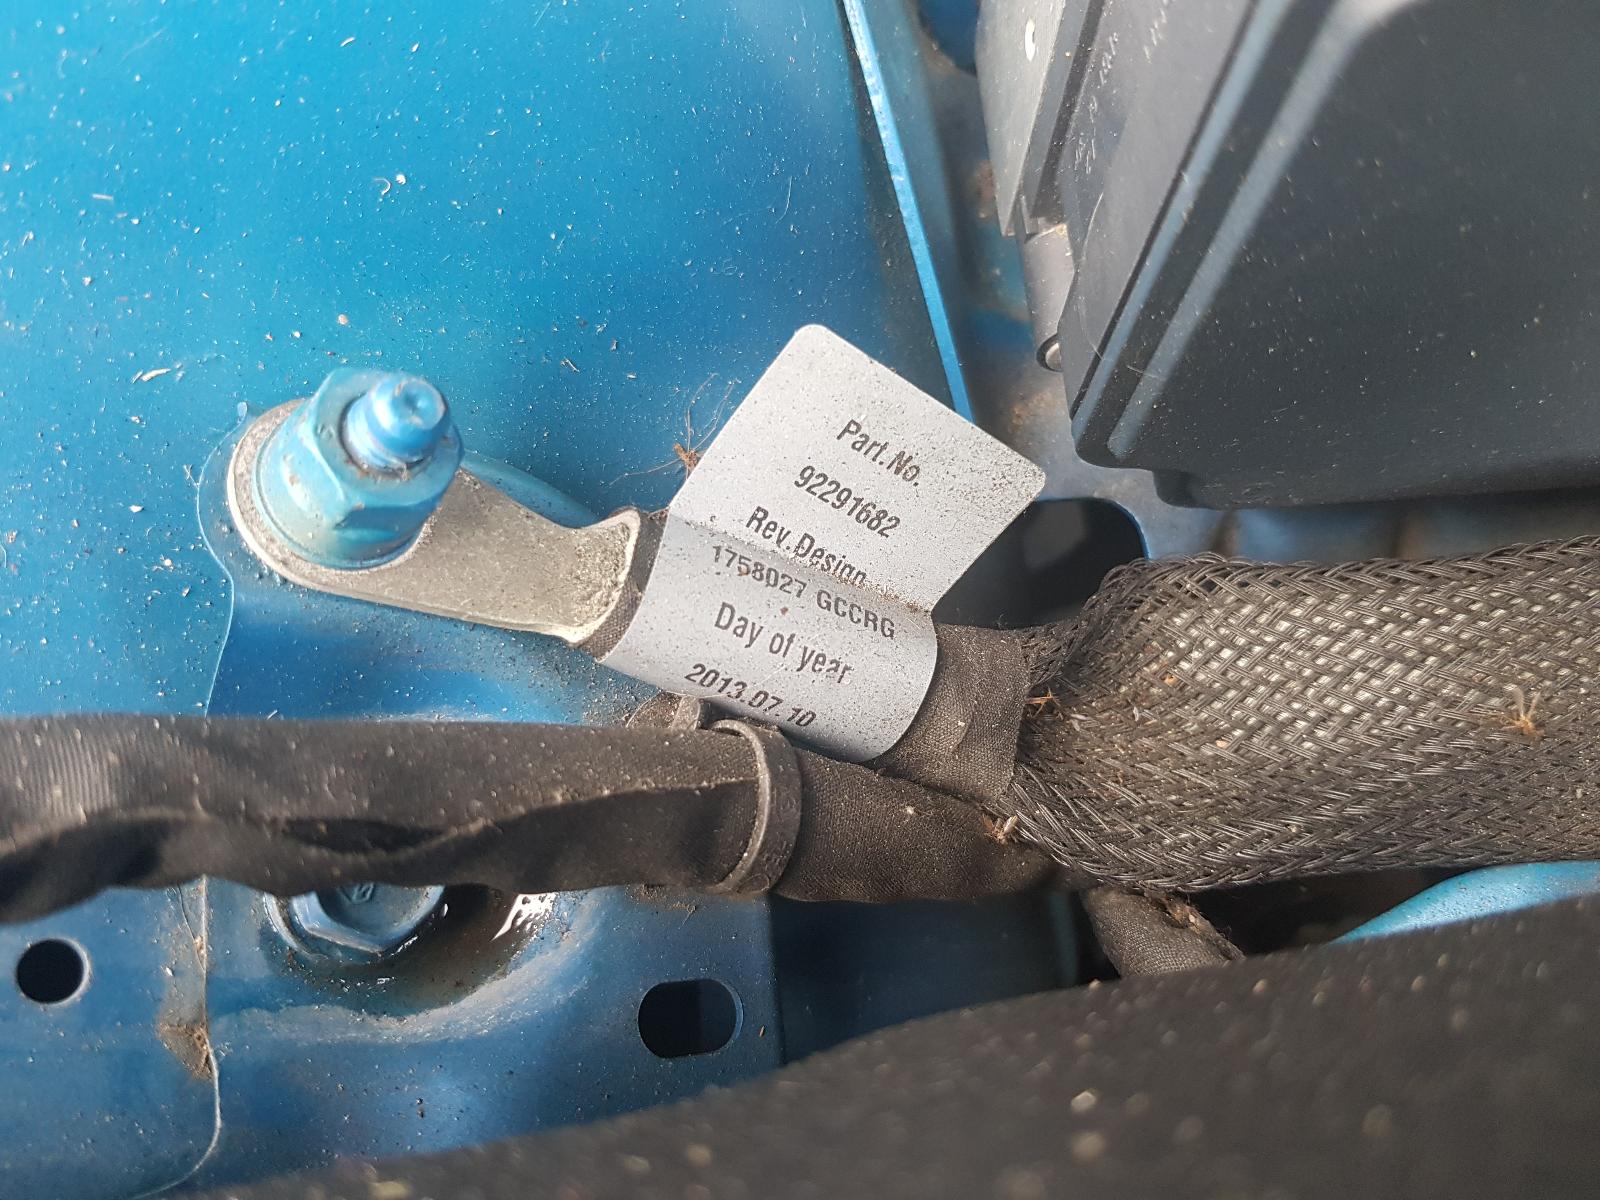 Part.No.
92291682
Rev.Design
1758027 GCCRG
Day of year
2013.07.10